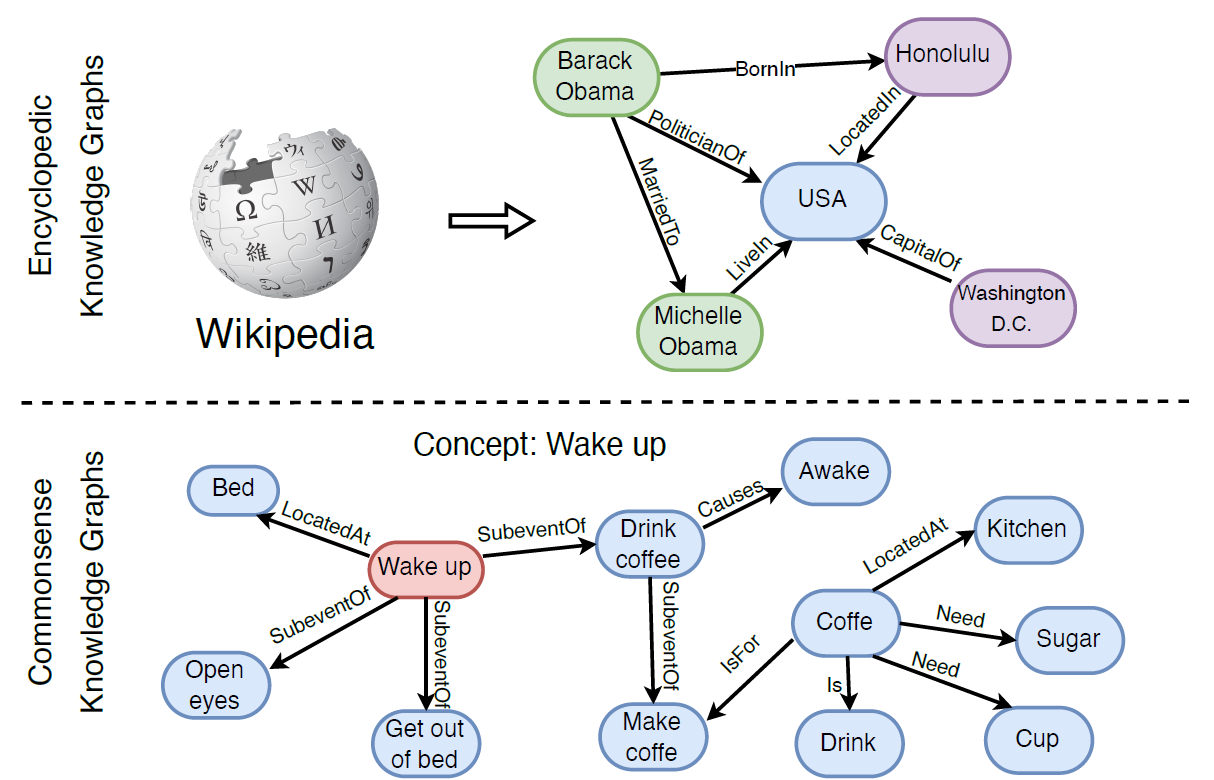 Encyclopedic
Knowledge Graphs
Ω
W
И
維
ウィ
7
Wikipedia
Barack
Obama
BornIn
Honolulu
PoliticianOf
LocatedIn
MarriedTo
USA
LiveIn
CapitalOf
Michelle
Obama
Washington
D.C.
Commonsense
Knowledge Graphs
Concept: Wake up
Bed
LocatedAt
Wake up
SubeventOf
Drink
coffee
Causes
Awake
SubeventOf
Open
eyes
SubeventOf
Get out
of bed
SubeventOf
Make
coffe
IsFor
Coffe
LocatedAt
Kitchen
Need
Sugar
Need
Cup
Is
Drink